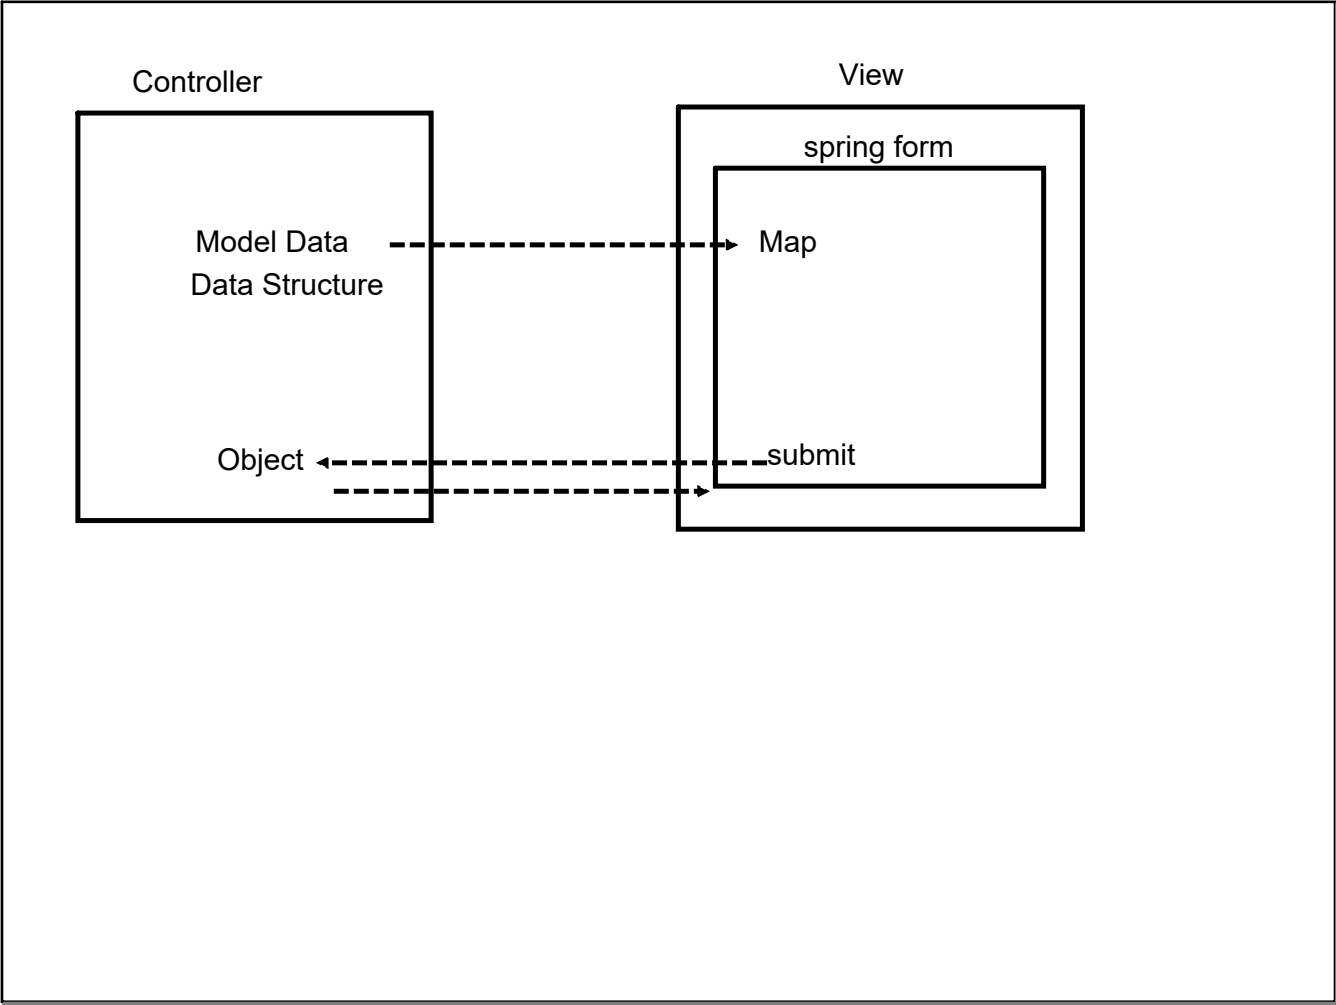 Controller
View
spring form
Model Data
Map
Data Structure
Object
submit